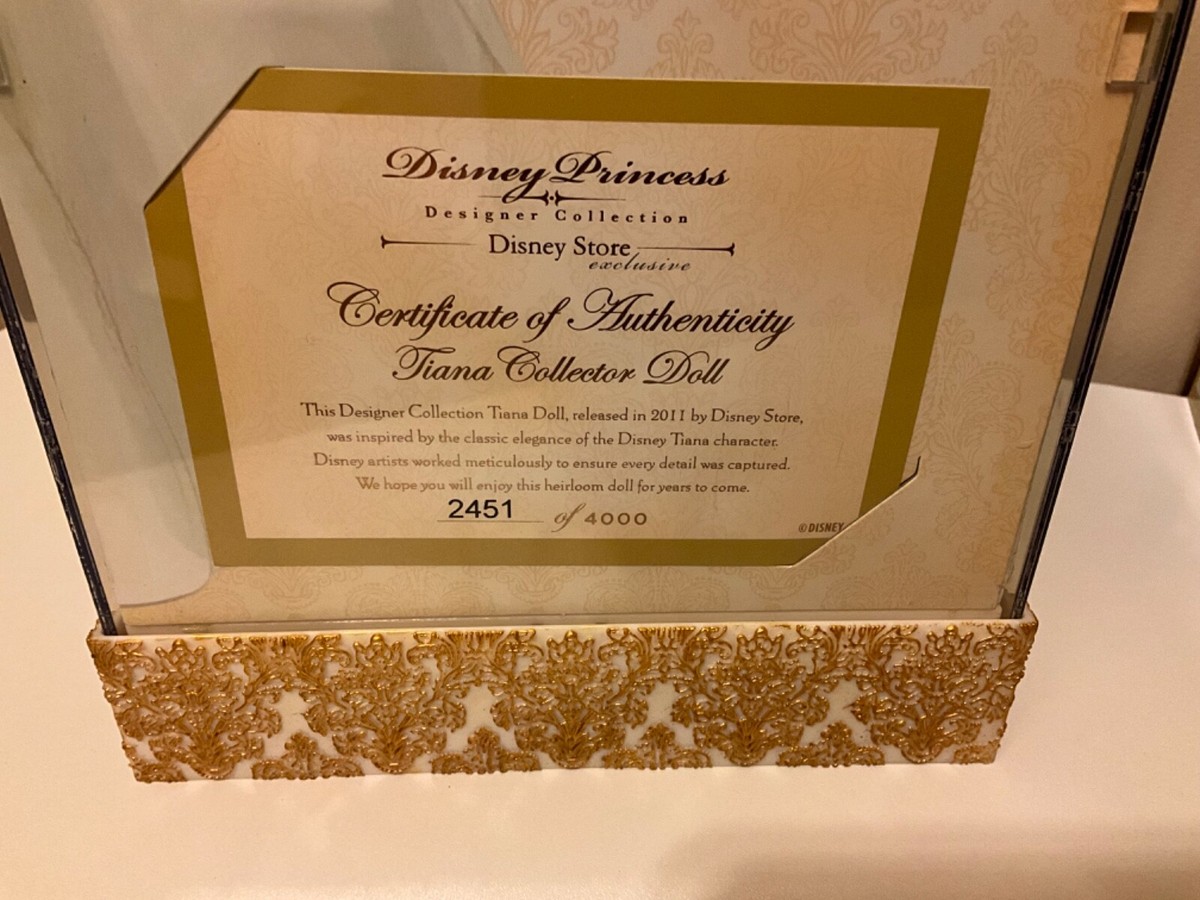 Disney Princess
Designer Collection
Disney Store
exclusive
Certificate of Authenticity
Tiana Collector Doll
This Designer Collection Tiana Doll, released in 2011 by Disney Store,
was inspired by the classic elegance of the Disney Tiana character.
Disney artists worked meticulously to ensure every detail was captured.
We hope you will enjoy this heirloom doll for years to come.
2451 of 4000
©DISNEY